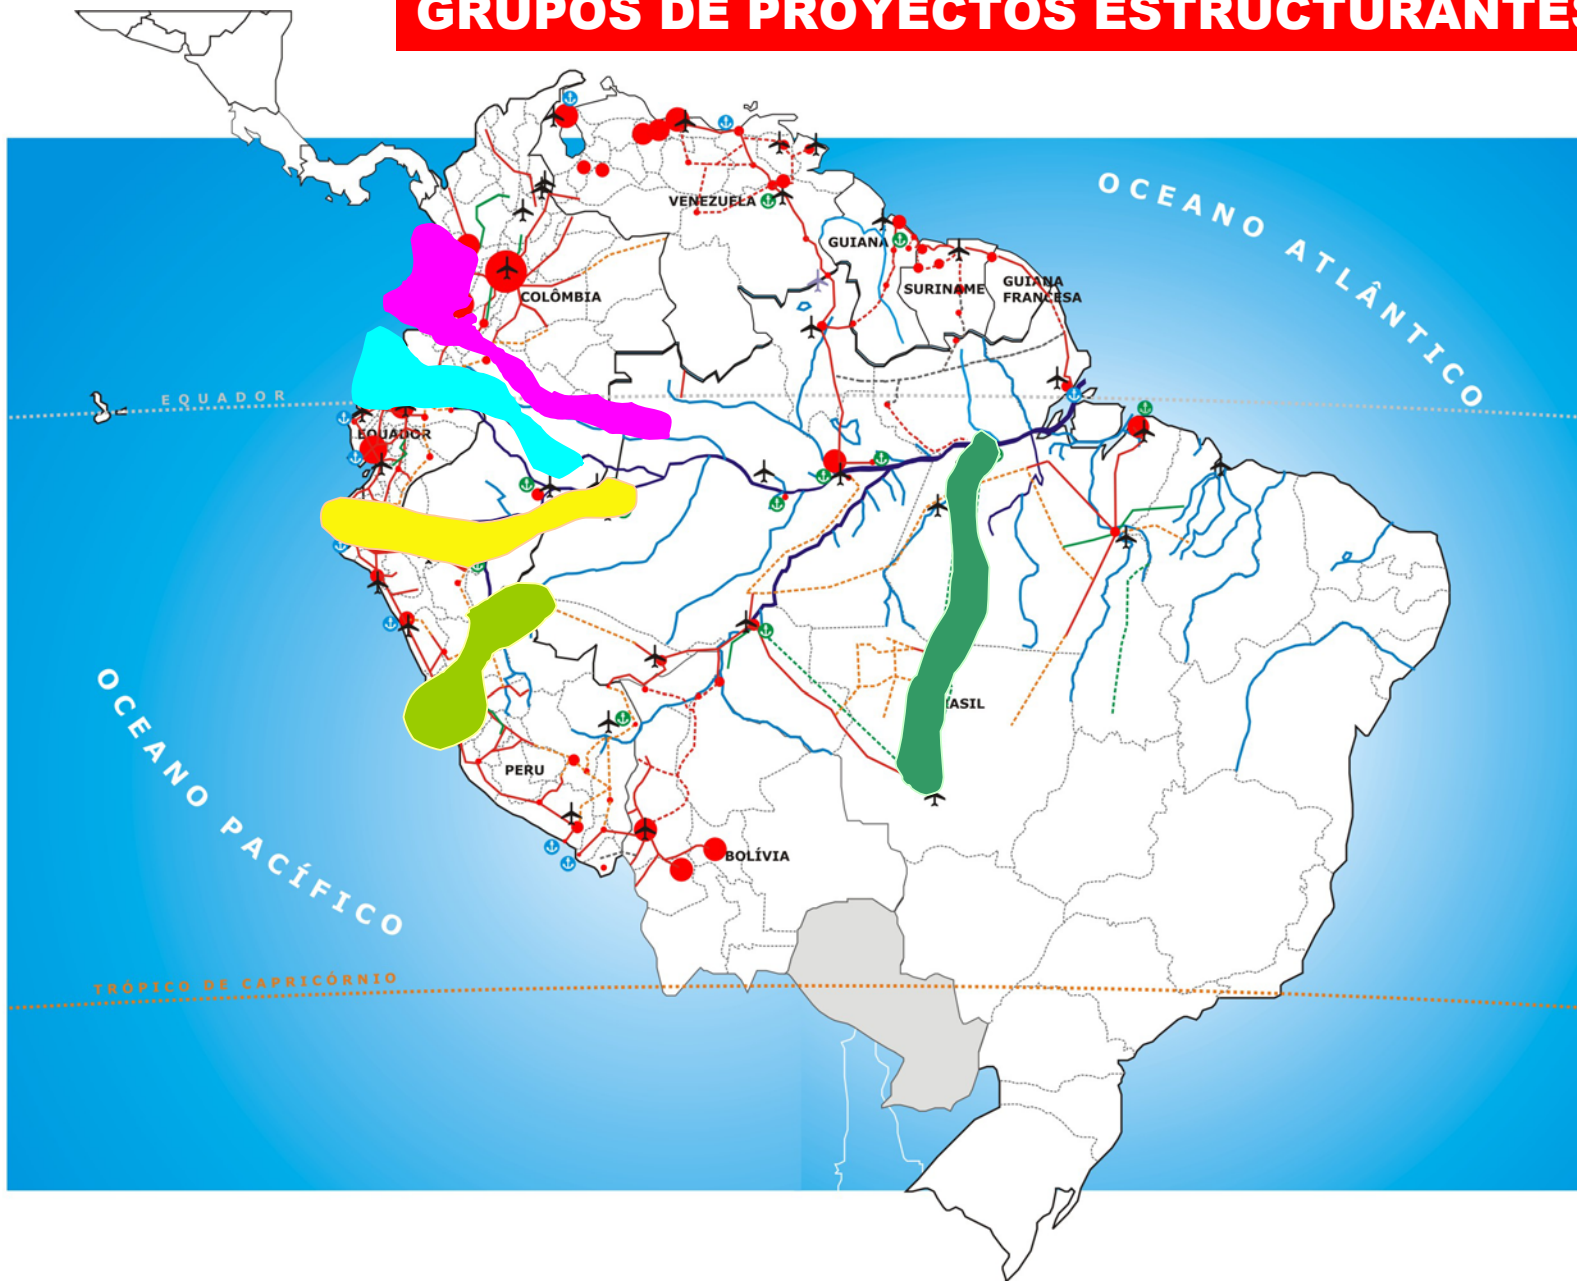 GRUPOS DE PROYECTOS ESTRUCTURANTES
OCEANO ATLÂNTICO
VENEZUELA
GUIANA
COLÔMBIA
SURINAME
GUIANA
FRANCESA
EQUADOR
EQUADOR
OCEANO PACÍFICO
ASIL
PERU
BOLÍVIA
TRÓPICO DE CAPRICÓRNIO